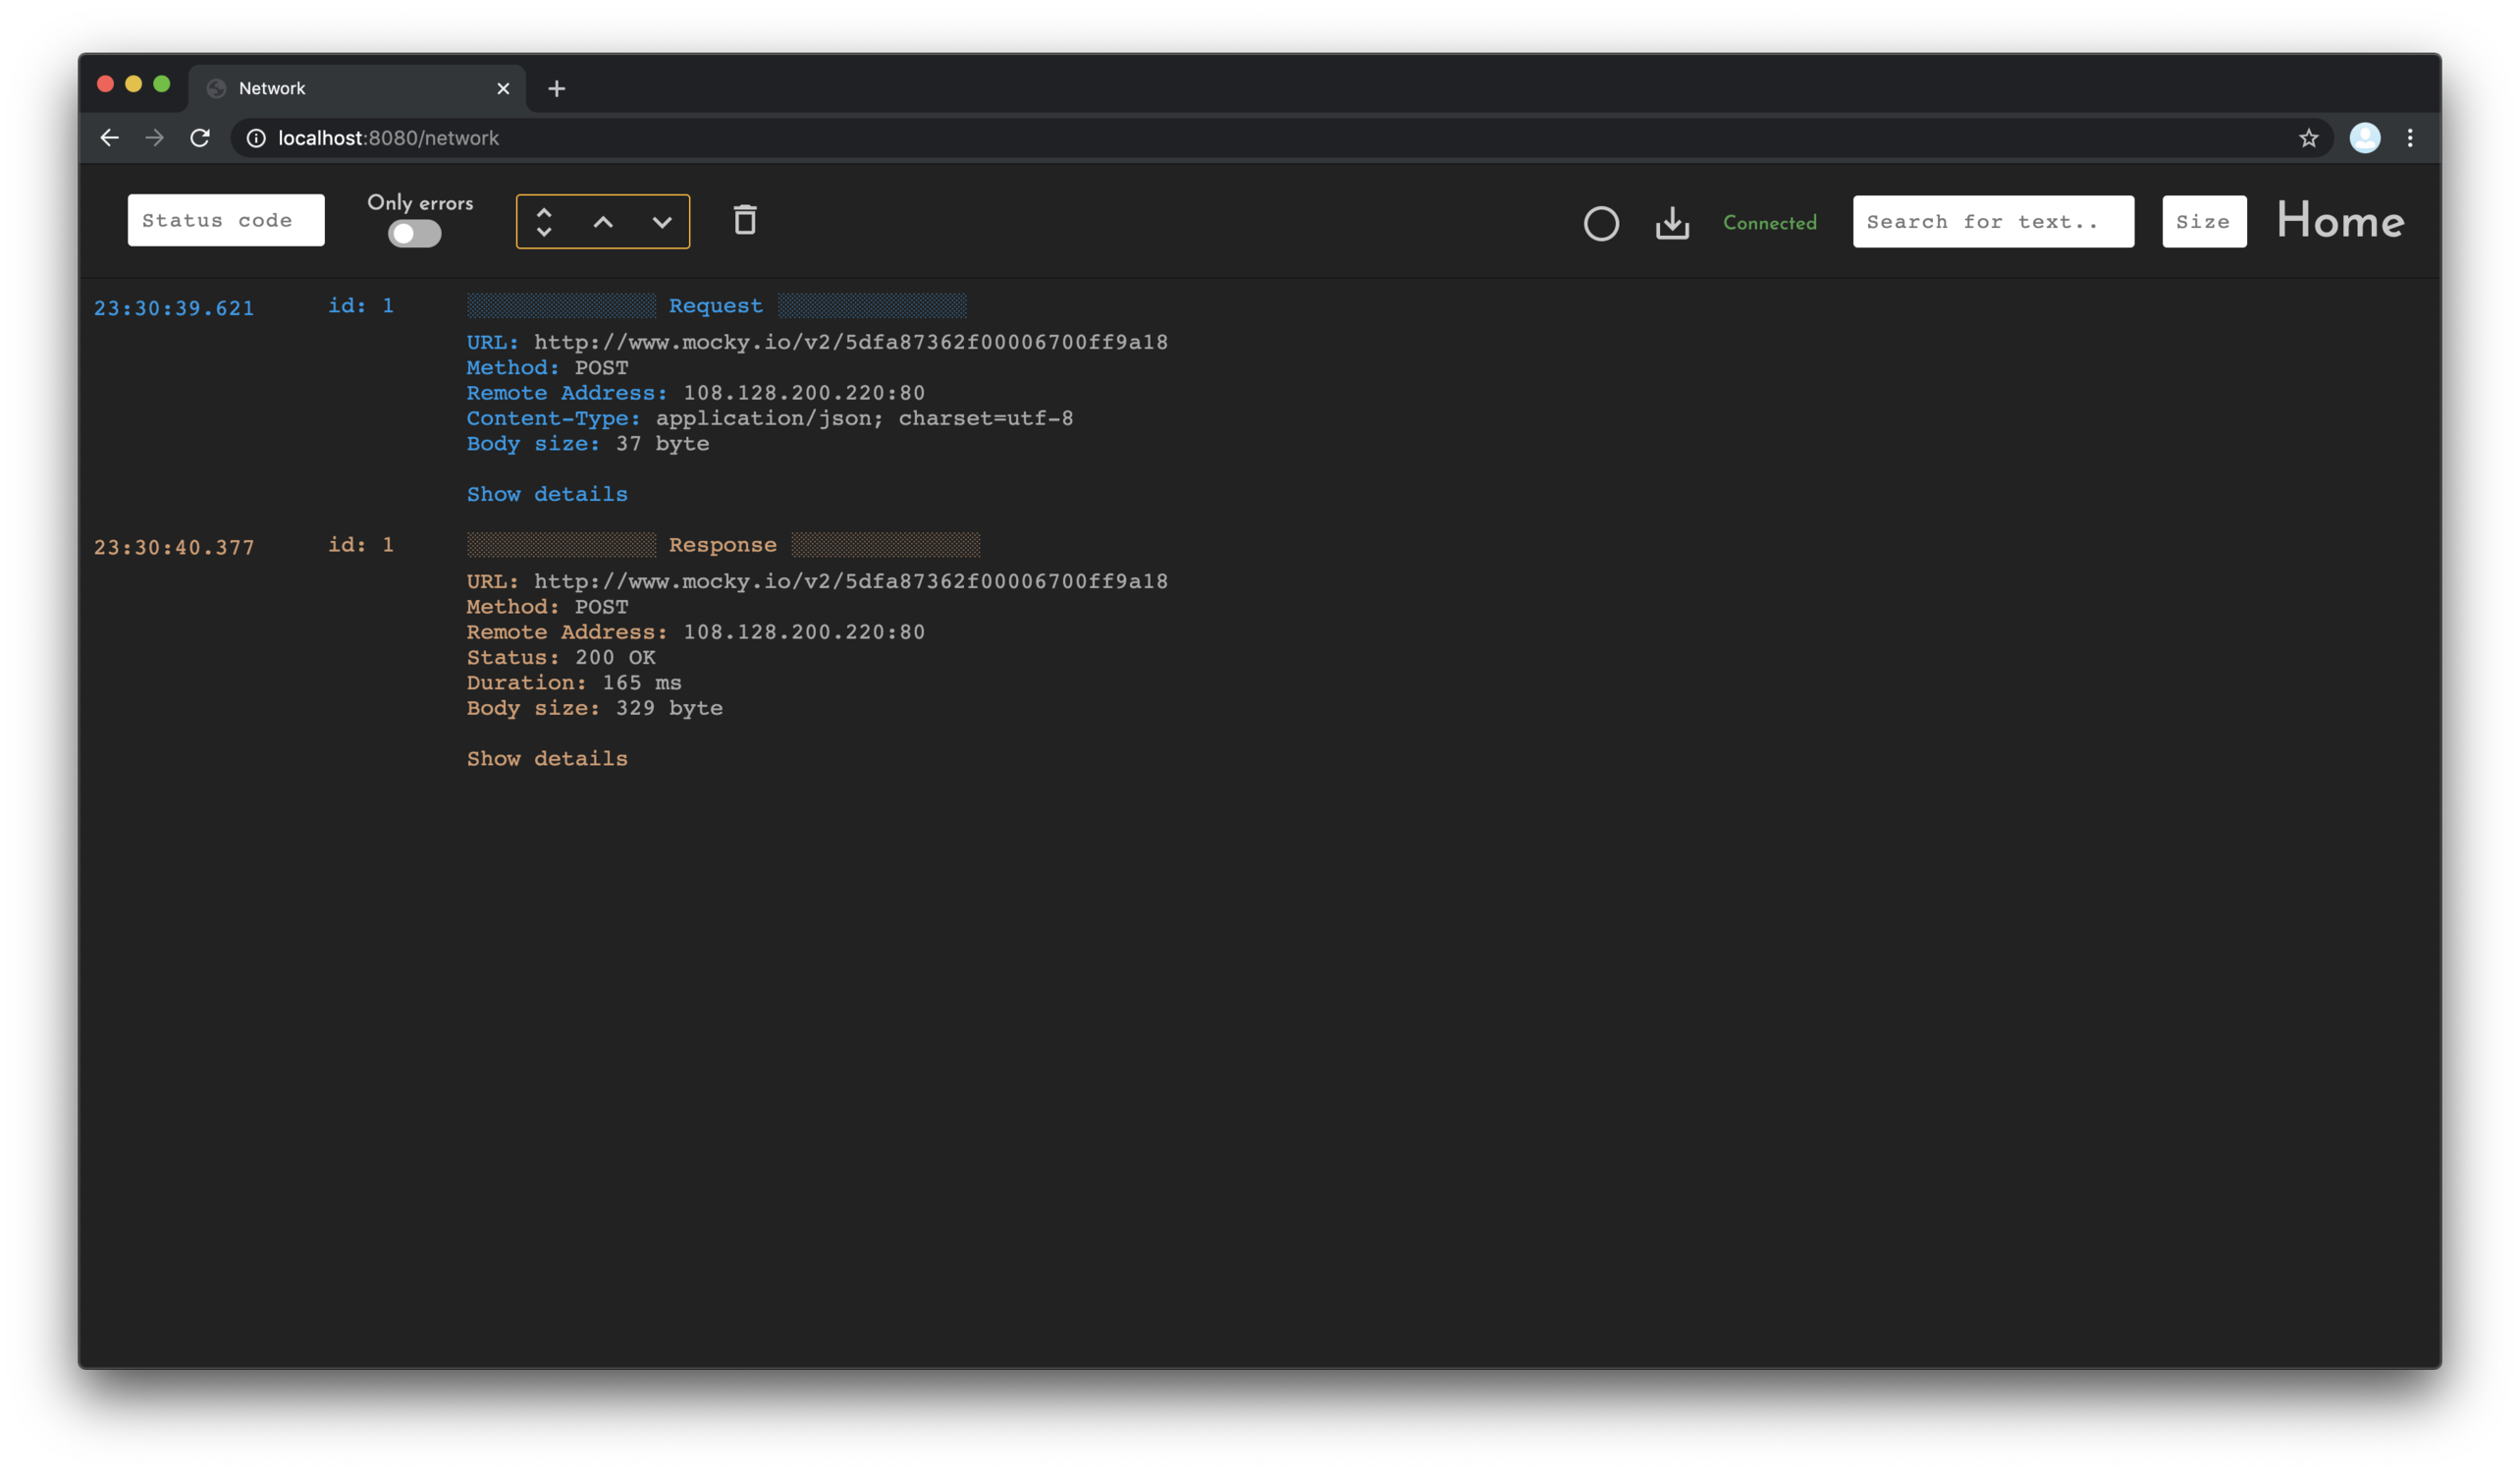 Network
localhost:8080/network
Status code
Only errors
Connected
Search for text..
Size
Home
23:30:39.621 id: 1 ░░░░░░░░░░░░░░ Request ░░░░░░░░░░░░░░
URL: http://www.mocky.io/v2/5dfa87362f00006700ff9a18
Method: POST
Remote Address: 108.128.200.220:80
Content-Type: application/json; charset=utf-8
Body size: 37 byte
Show details
23:30:40.377 id: 1 ░░░░░░░░░░░░░░ Response ░░░░░░░░░░░░░░
URL: http://www.mocky.io/v2/5dfa87362f00006700ff9a18
Method: POST
Remote Address: 108.128.200.220:80
Status: 200 OK
Duration: 165 ms
Body size: 329 byte
Show details